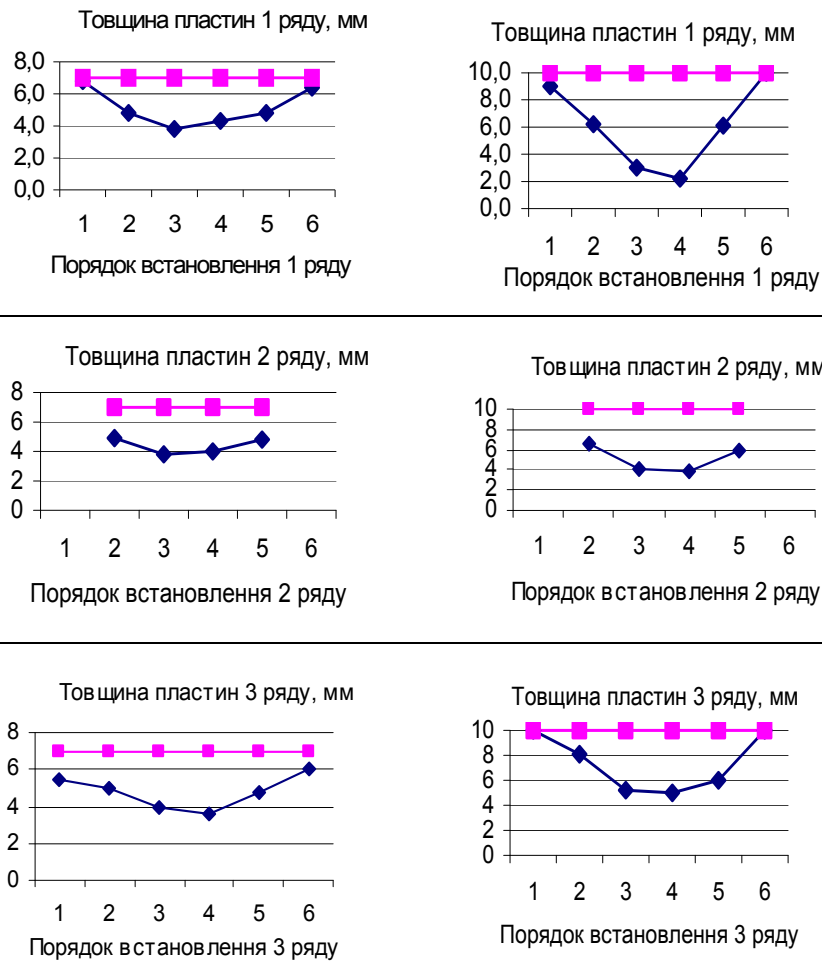 Товщина пластин 1 ряду, мм
8,0
6,0
4,0
2,0
0,0
1 2 3 4 5 6
Порядок встановлення 1 ряду
Товщина пластин 1 ряду, мм
10,0
8,0
6,0
4,0
2,0
0,0
1 2 3 4 5 6
Порядок встановлення 1 ряду
Товщина пластин 2 ряду, мм
8
6
4
2
0
1 2 3 4 5 6
Порядок встановлення 2 ряду
Товщина пластин 2 ряду, мм
10
8
6
4
2
0
1 2 3 4 5 6
Порядок встановлення 2 ряду
Товщина пластин 3 ряду, мм
8
6
4
2
0
1 2 3 4 5 6
Порядок встановлення 3 ряду
Товщина пластин 3 ряду, мм
10
8
6
4
2
0
1 2 3 4 5 6
Порядок встановлення 3 ряду